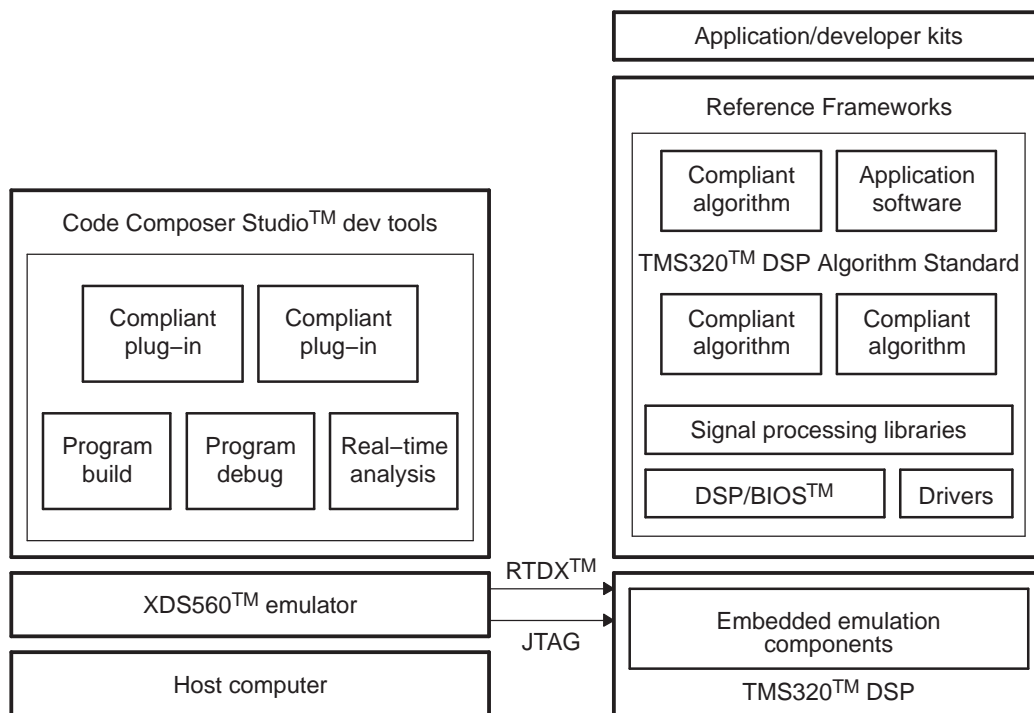 Application/developer kits
Reference Frameworks
Compliant
algorithm
Application
software
TMS320™ DSP Algorithm Standard
Compliant
algorithm
Compliant
algorithm
Signal processing libraries
DSP/BIOS™
Drivers
Code Composer Studio™ dev tools
Compliant
plug–in
Compliant
plug–in
Program
build
Program
debug
Real–time
analysis
XDS560™ emulator
Host computer
RTDX™
JTAG
Embedded emulation
components
TMS320™ DSP